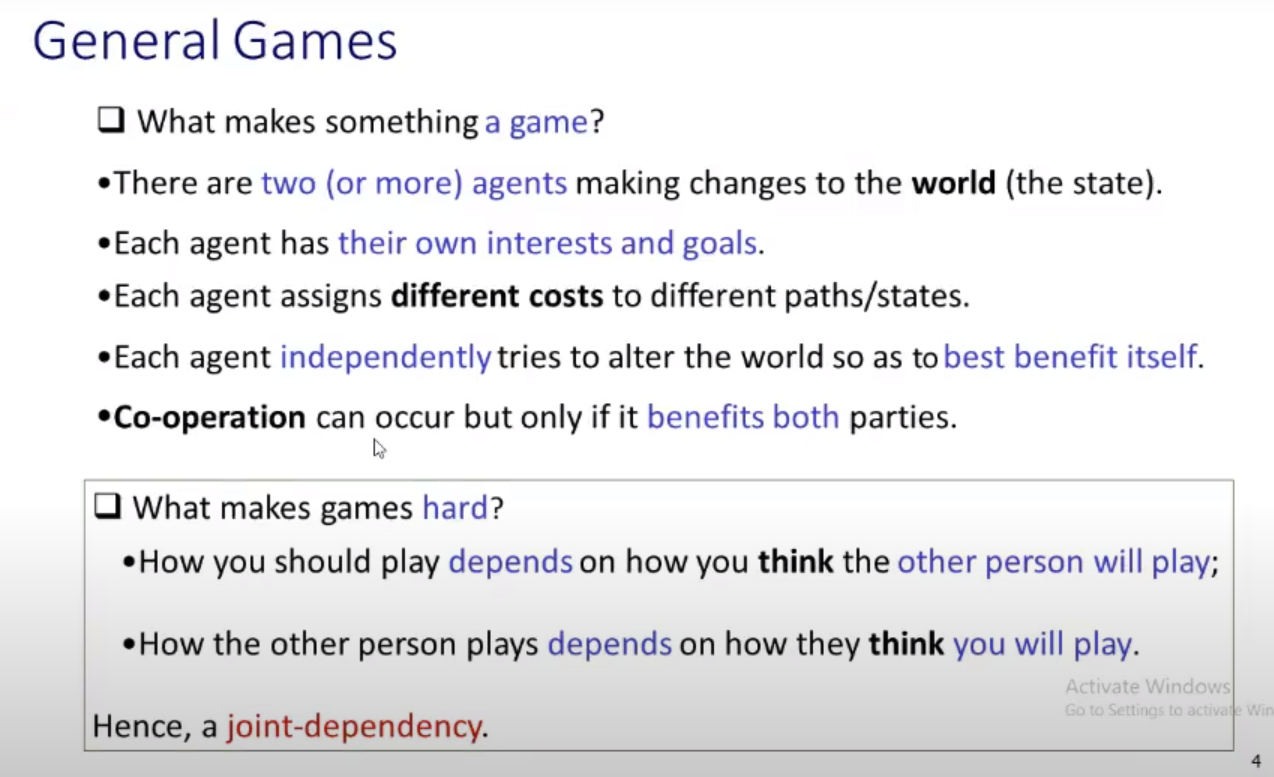 General Games
❑ What makes something a game?
•There are two (or more) agents making changes to the world (the state).
•Each agent has their own interests and goals.
•Each agent assigns different costs to different paths/states.
•Each agent independently tries to alter the world so as to best benefit itself.
•Co-operation can occur but only if it benefits both parties.
❑ What makes games hard?
•How you should play depends on how you think the other person will play;
•How the other person plays depends on how they think you will play.
Activate Windows
Go to Settings to activate Win
Hence, a joint-dependency.
4